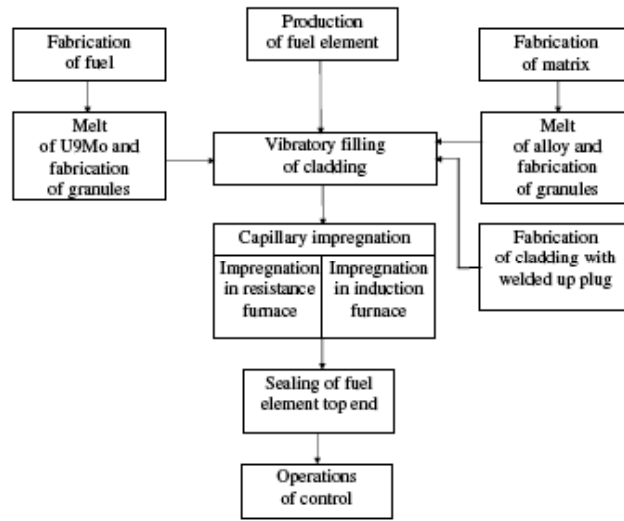 Production
of fuel element
Fabrication
of fuel
Fabrication
of matrix
Melt
of U9Mo and
fabrication
of granules
Vibratory filling
of cladding
Melt
of alloy and
fabrication
of granules
Capillary impregnation
Impregnation
in resistance
furnace
Impregnation
in induction
furnace
Fabrication
of cladding with
welded up plug
Sealing of fuel
element top end
Operations
of control